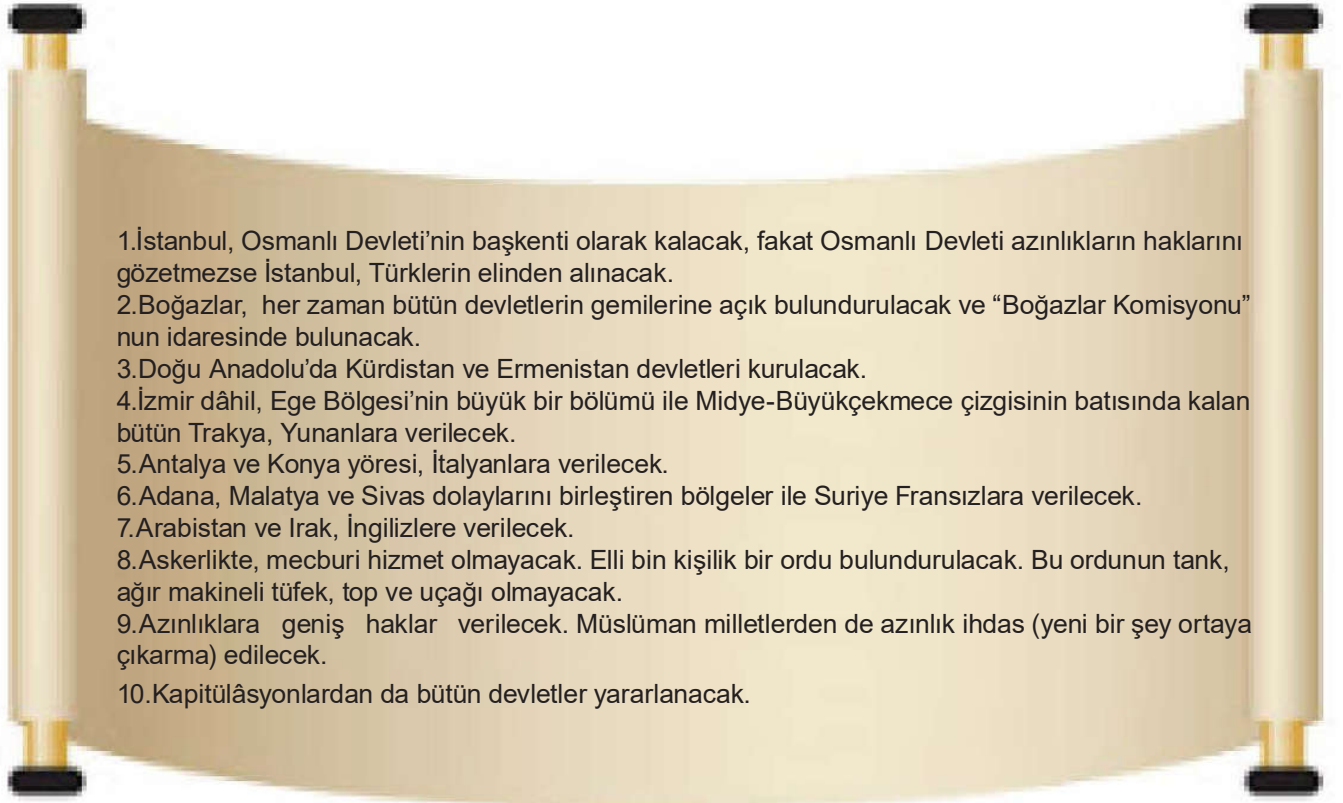 1.İstanbul, Osmanlı Devleti’nin başkenti olarak kalacak, fakat Osmanlı Devleti azınlıkların haklarını
gözetmezse İstanbul, Türklerin elinden alınacak.
2.Boğazlar, her zaman bütün devletlerin gemilerine açık bulundurulacak ve “Boğazlar Komisyonu”
nun idaresinde bulunacak.
3.Doğu Anadolu’da Kürdistan ve Ermenistan devletleri kurulacak.
4.İzmir dâhil, Ege Bölgesi’nin büyük bir bölümü ile Midye-Büyükçekmece çizgisinin batısında kalan
bütün Trakya, Yunanlara verilecek.
5.Antalya ve Konya yöresi, İtalyanlara verilecek.
6.Adana, Malatya ve Sivas dolaylarını birleştiren bölgeler ile Suriye Fransızlara verilecek.
7.Arabistan ve Irak, İngilizlere verilecek.
8.Askerlikte, mecburi hizmet olmayacak. Elli bin kişilik bir ordu bulundurulacak. Bu ordunun tank,
ağır makineli tüfek, top ve uçağı olmayacak.
9.Azınlıklara geniş haklar verilecek. Müslüman milletlerden de azınlık ihdas (yeni bir şey ortaya
çıkarma) edilecek.
10.Kapitülâsyonlardan da bütün devletler yararlanacak.